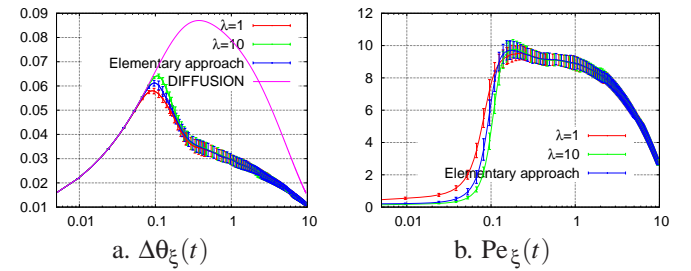 0.09
0.08
0.07
0.06
0.05
0.04
0.03
0.02
0.01
0.01
0.1
1
10
λ=1
λ=10
Elementary approach
DIFFUSION
a. Δθξ(t)
12
10
8
6
4
2
0
0.01
0.1
1
10
λ=1
λ=10
Elementary approach
b. Peξ(t)